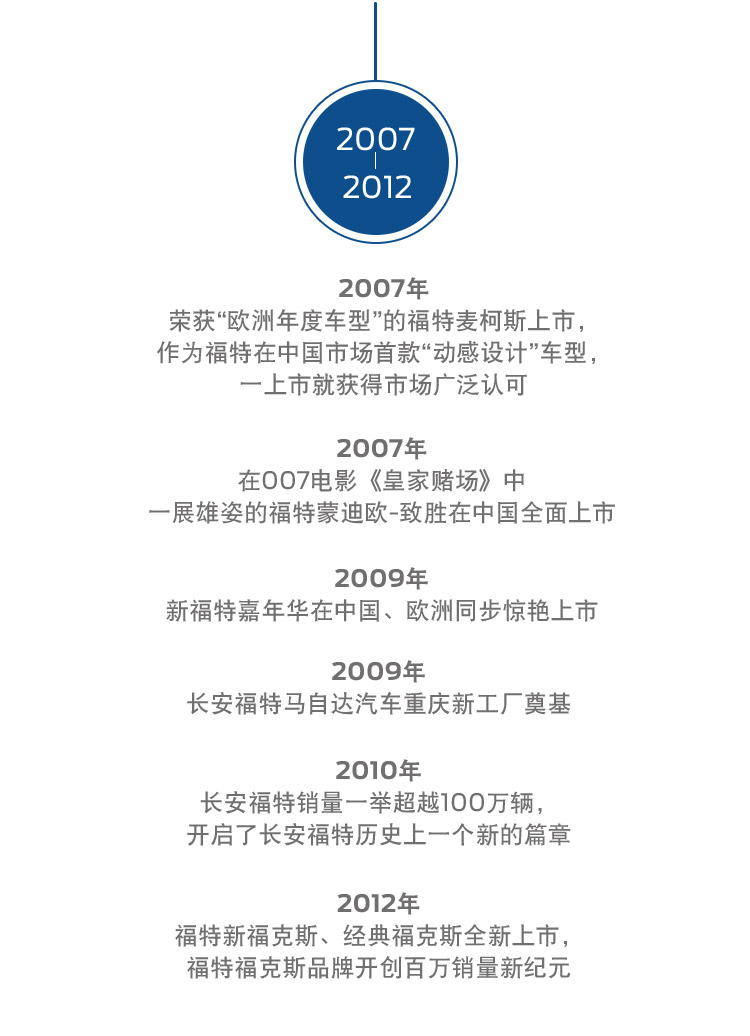 2007
2012
2007年
荣获“欧洲年度车型”的福特麦柯斯上市，
作为福特在中国市场首款“动感设计”车型，
一上市就获得市场广泛认可
2007年
在007电影《皇家赌场》中
一展雄姿的福特蒙迪欧-致胜在中国全面上市
2009年
新福特嘉年华在中国、欧洲同步惊艳上市
2009年
长安福特马自达汽车重庆新工厂奠基
2010年
长安福特销量一举超越100万辆，
开启了长安福特历史上一个新的篇章
2012年
福特新福克斯、经典福克斯全新上市，
福特福克斯品牌开创百万销量新纪元